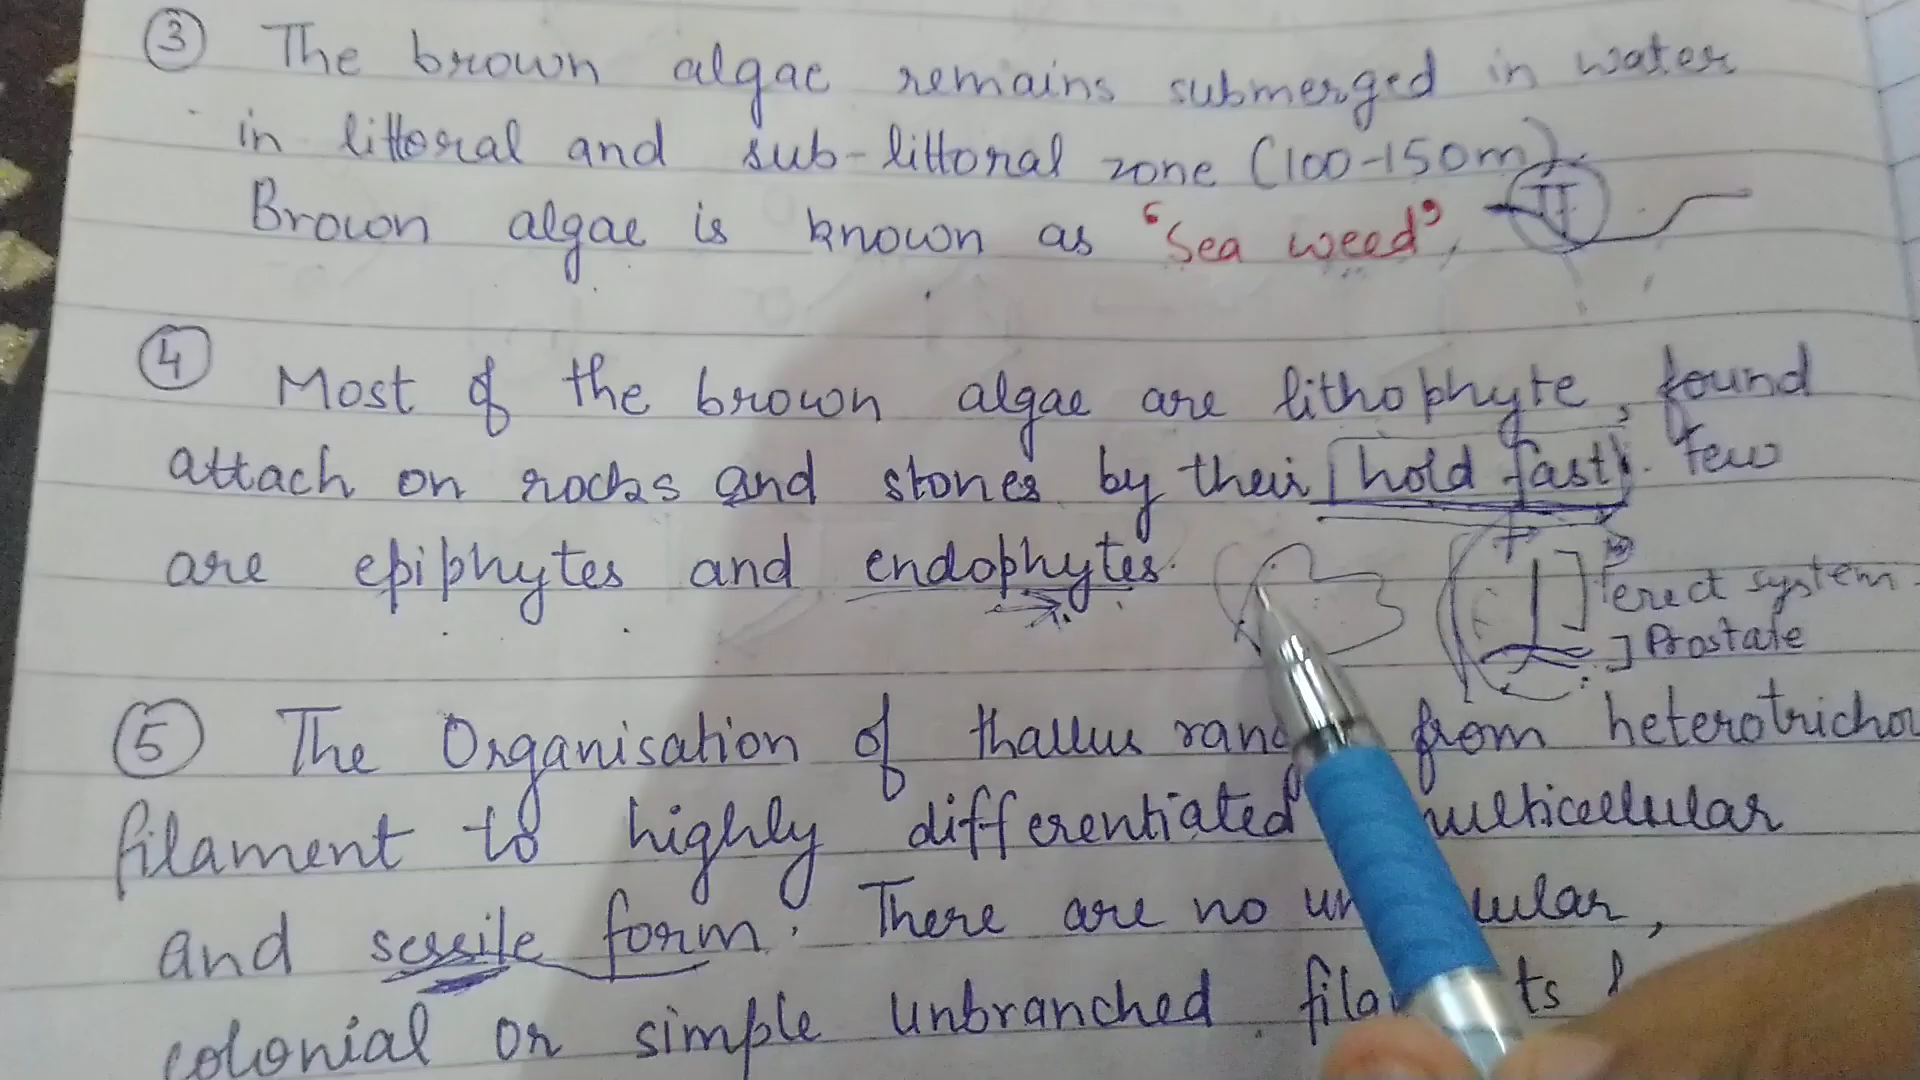 ③ The brown algae remains submerged in water
in littoral and sub-littoral zone (100-150m).
Brown algae is known as "Sea weed",
④ Most of the brown algae are lithophyte, found
attach on rocks and stones by their hold fast). Few
are epiphytes and endophytes.
erect system
Prostate
⑤ The Organisation of thallus from
filament to highly differentiated
and sessile form. There are no
colonial or simple unbranched